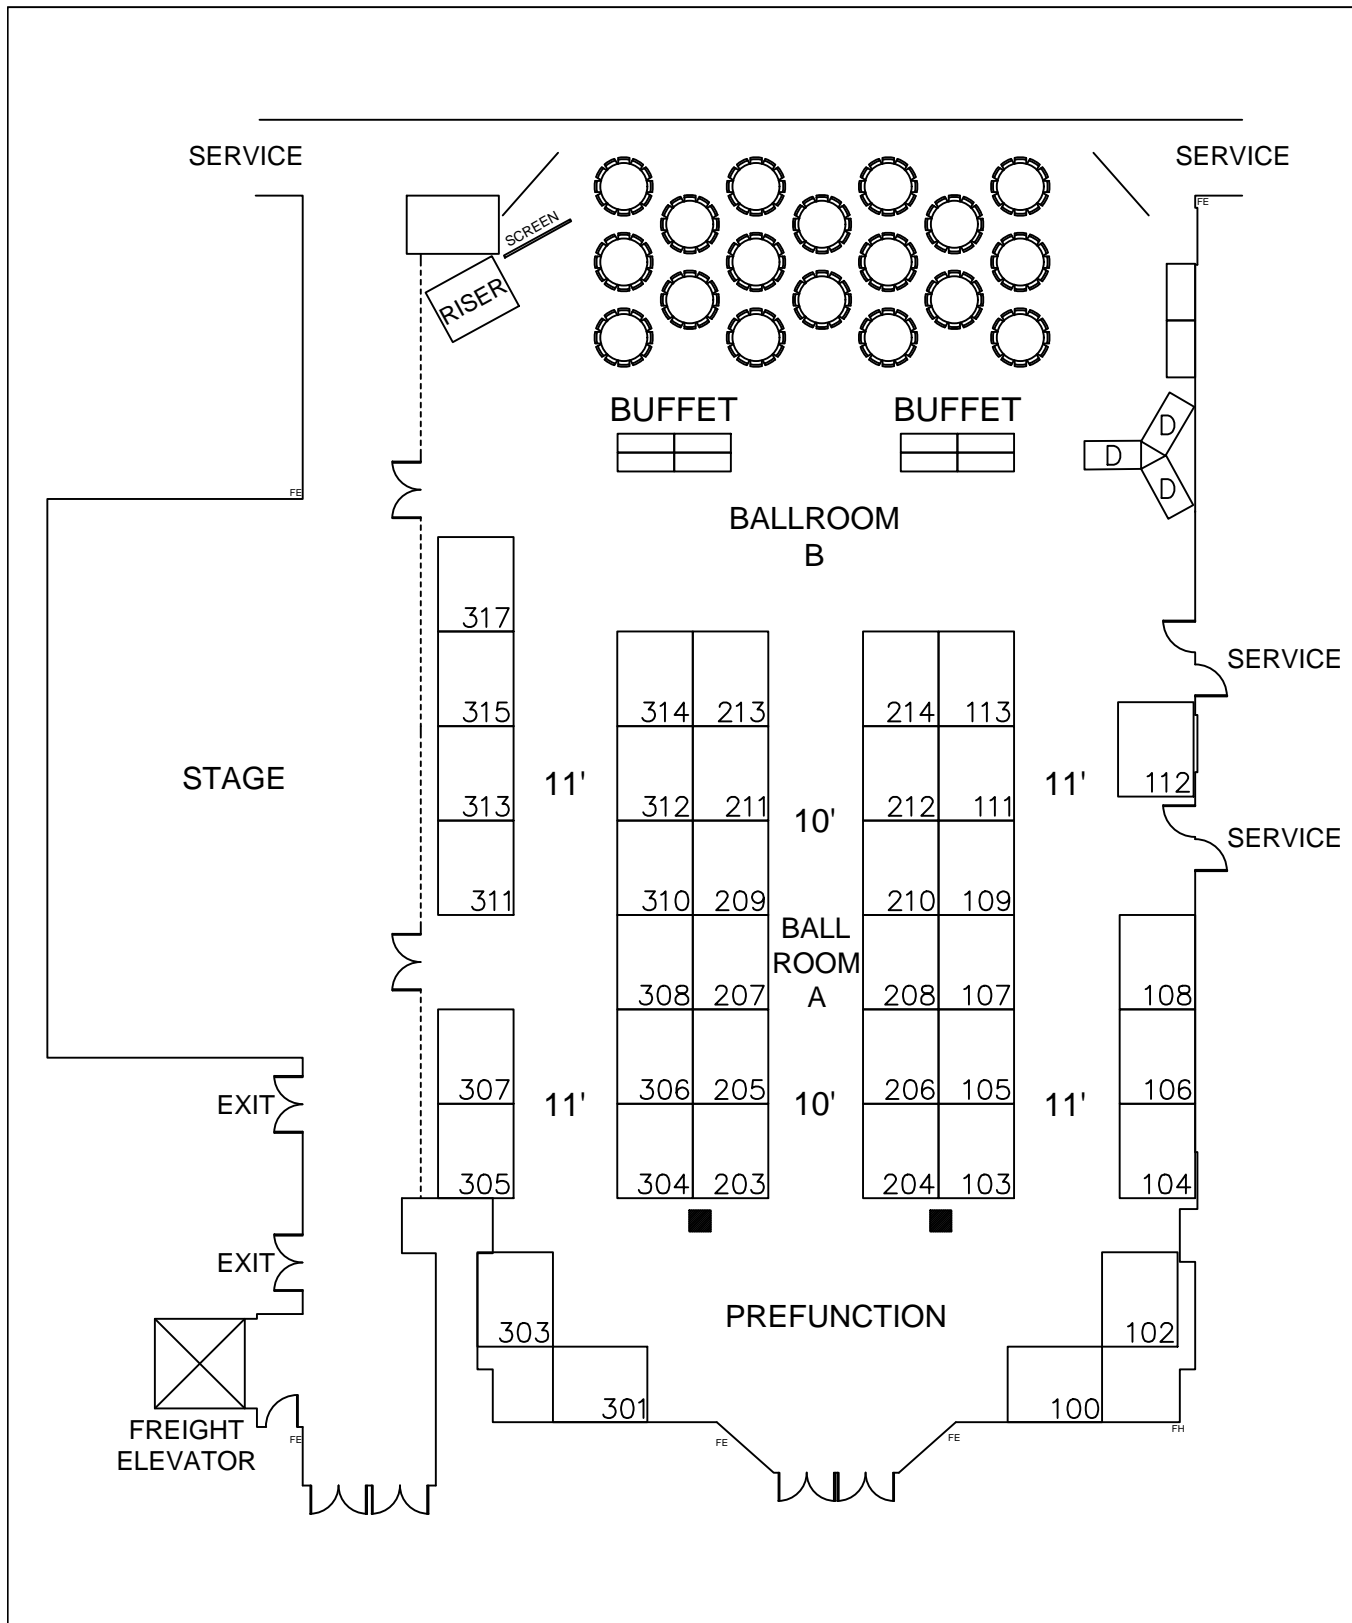 SERVICE
SERVICE
FE
SCREEN
RISER
BUFFET
BUFFET
D
D
D
FE
BALLROOM
B
317
SERVICE
315
314
213
214
113
STAGE
11'
11'
112
313
312
211
212
111
10'
SERVICE
311
310
209
210
109
BALL
ROOM
A
308
207
208
107
108
307
306
205
206
105
106
EXIT
11'
10'
11'
305
304
203
204
103
104
EXIT
PREFUNCTION
303
102
301
100
FREIGHT
ELEVATOR
FE
FE
FE
FH